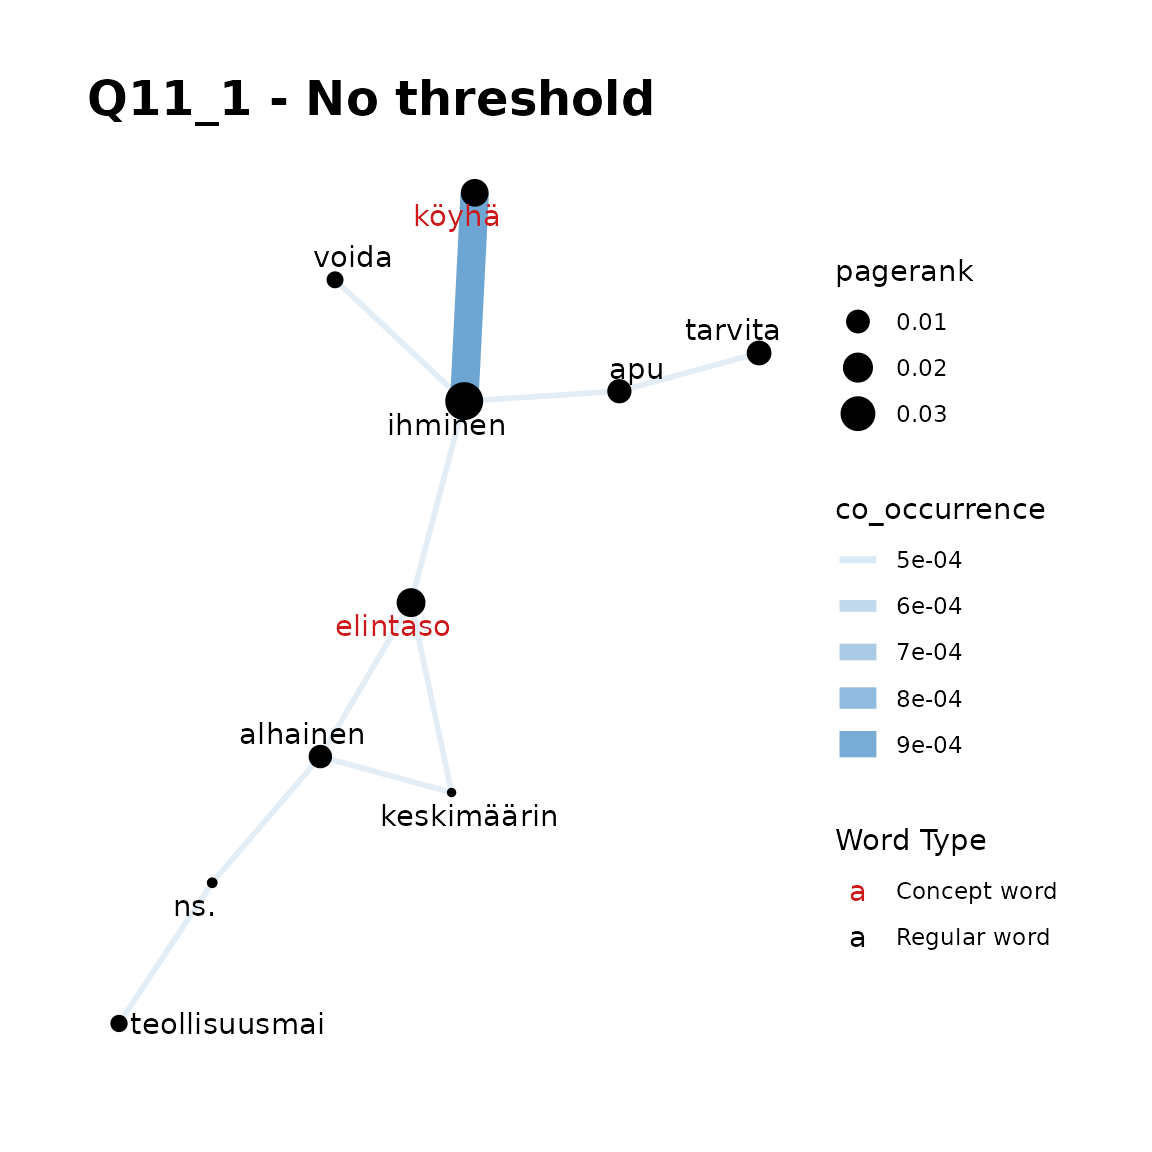 Q11_1 - No threshold
köyhä
voida
tarvita
apu
ihminen
elintaso
alhainen
keskimäärin
ns.
teollisuusmai
pagerank
0.01
0.02
0.03
co_occurrence
5e-04
6e-04
7e-04
8e-04
9e-04
Word Type
a Concept word
a Regular word